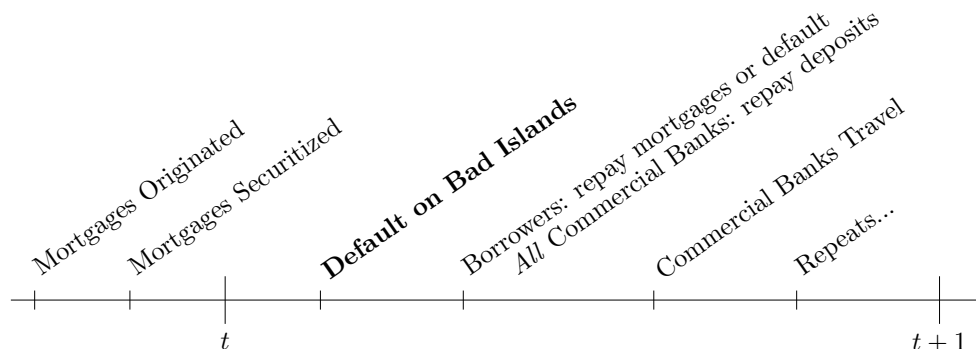 Mortgages Originated
Mortgages Securitized
Default on Bad Islands
Borrowers: repay mortgages or default
All Commercial Banks: repay deposits
Commercial Banks Travel
Repeats...
t
t + 1